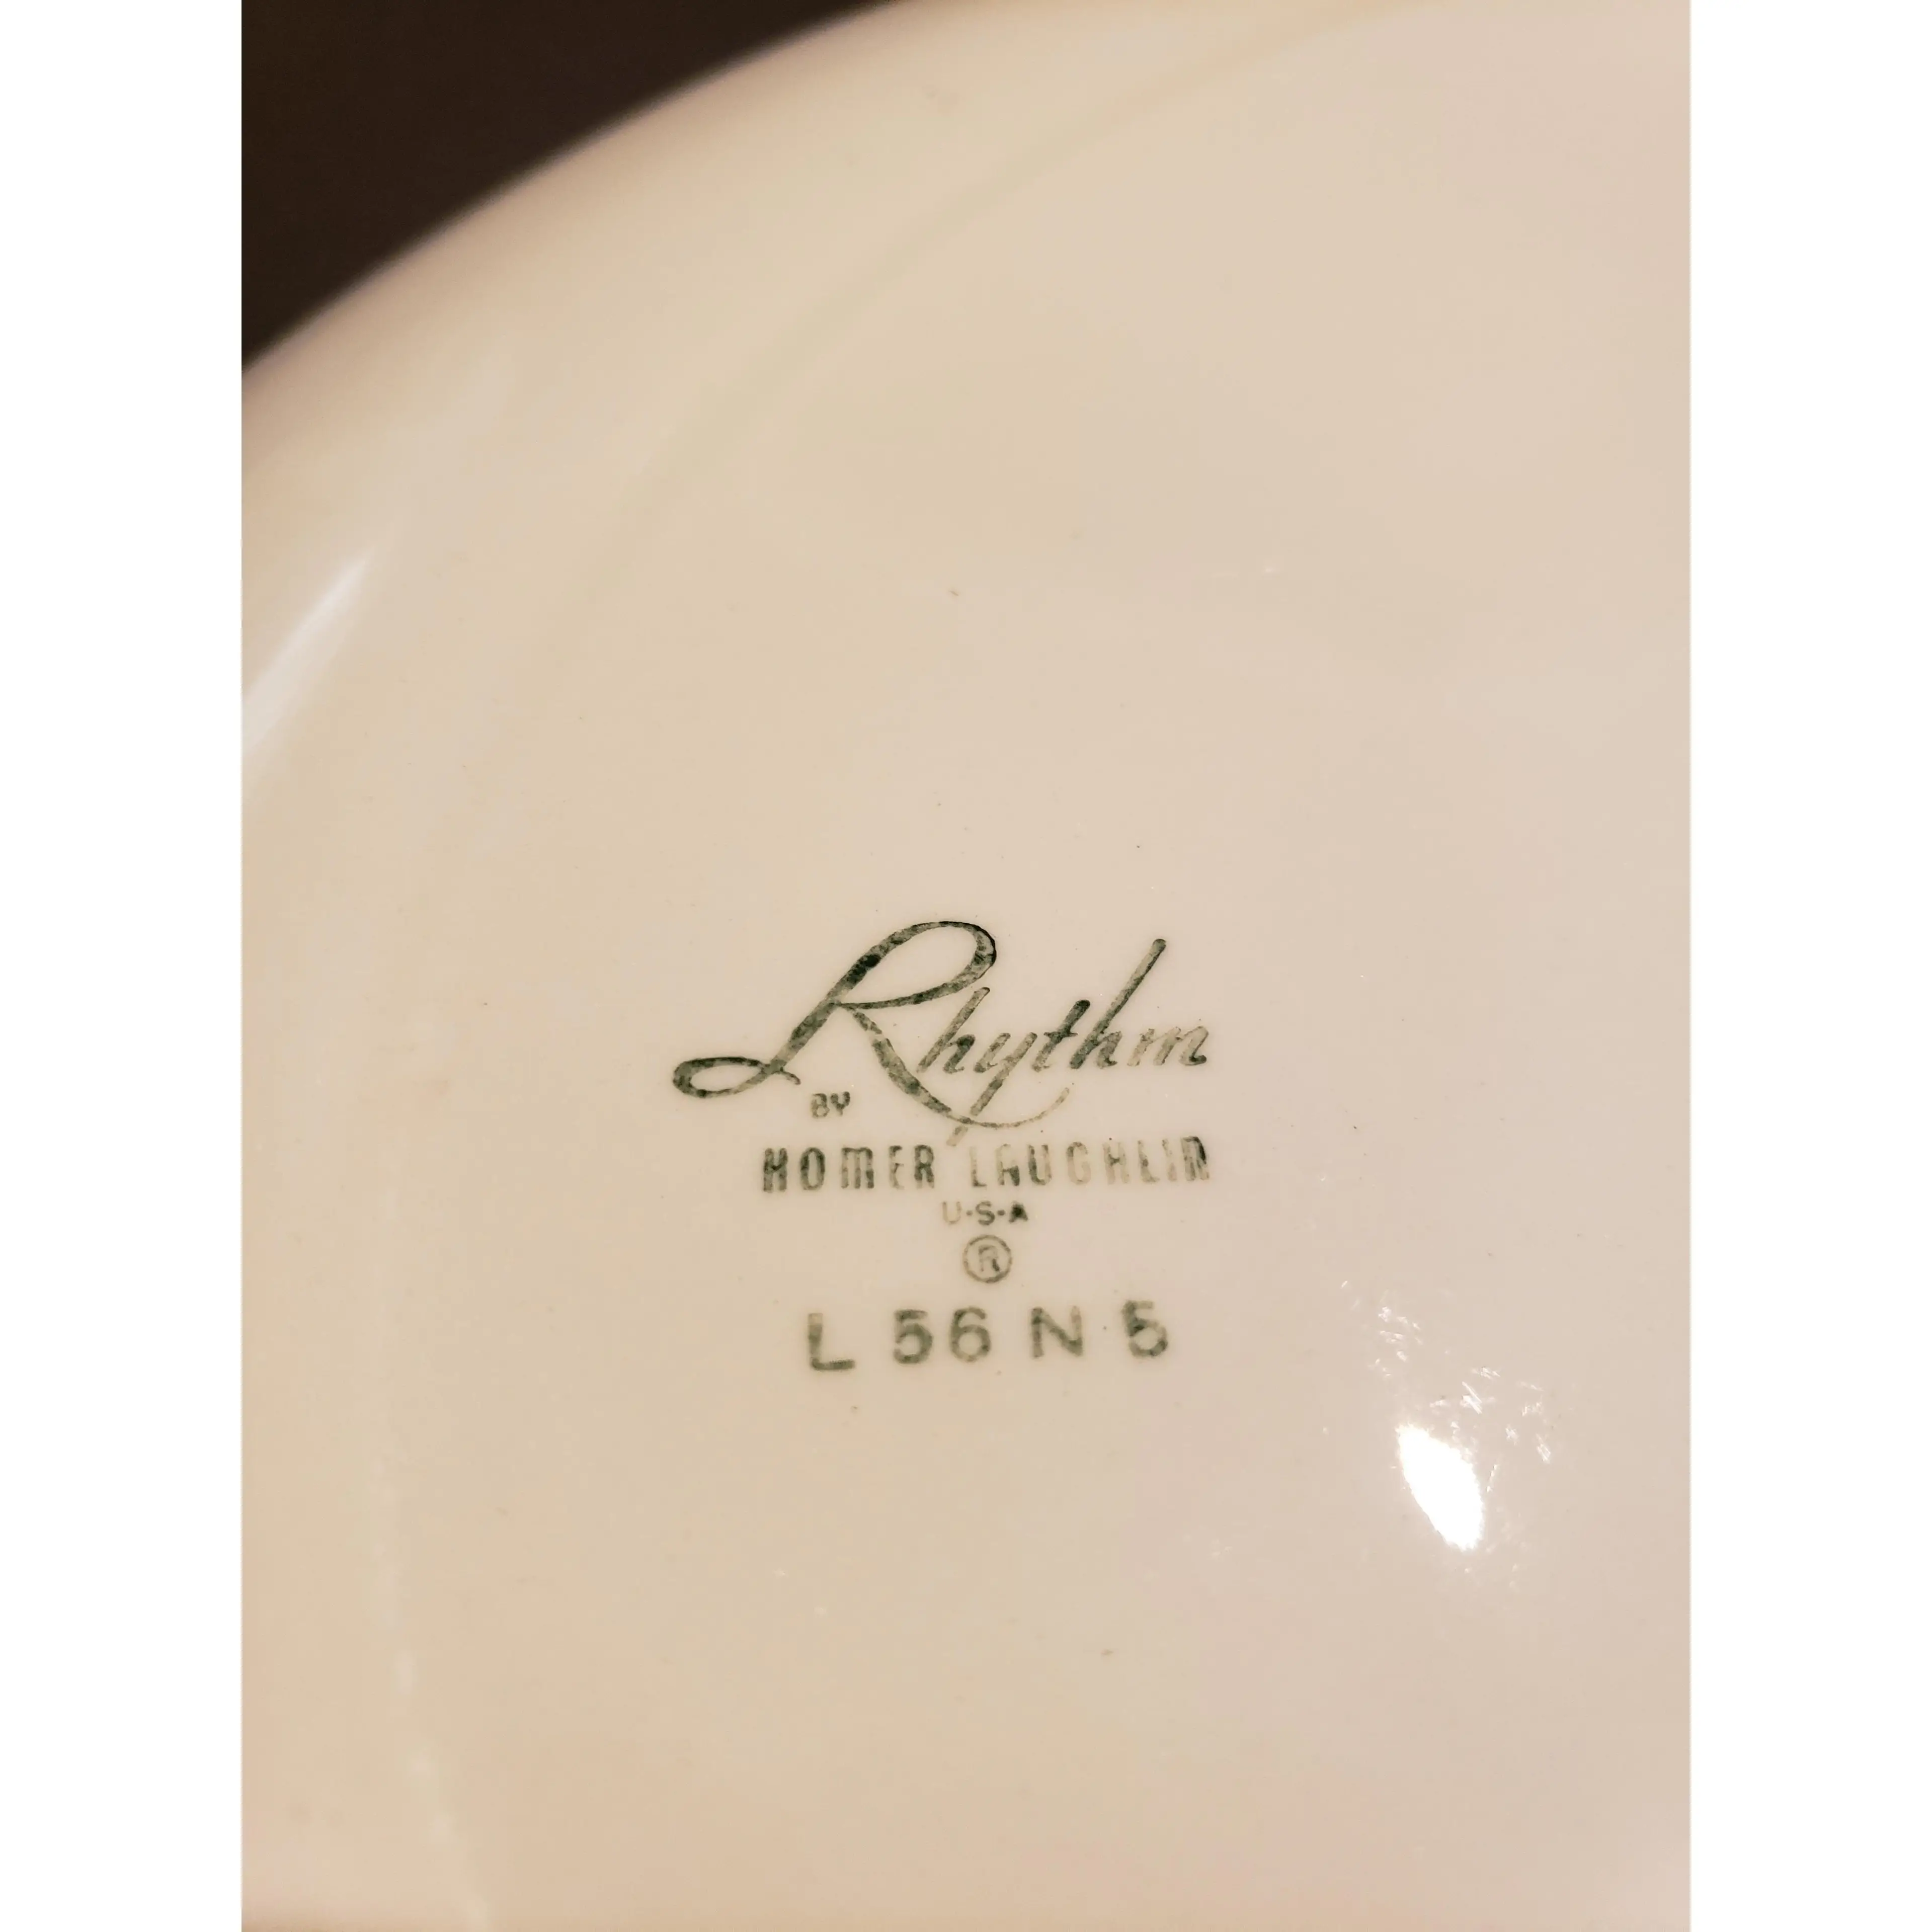 Rhythm
BY
HOMER LAUGHLIN
U·S·A
®
L 56 N 5